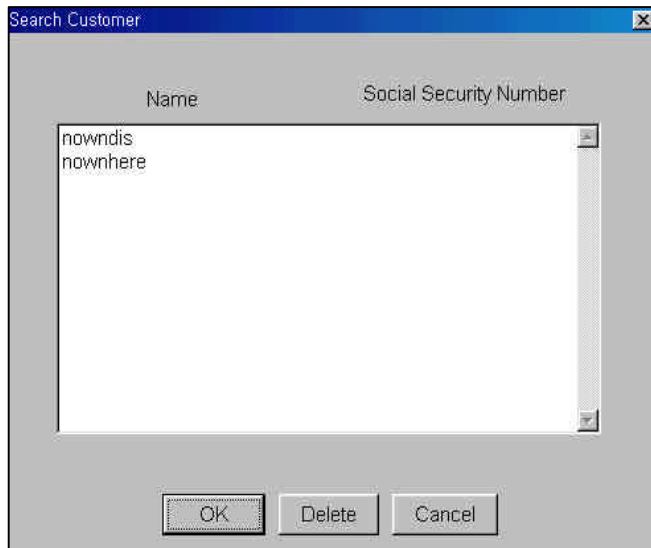 Search Customer
Name Social Security Number
nowndis
nownhere
OK Delete Cancel